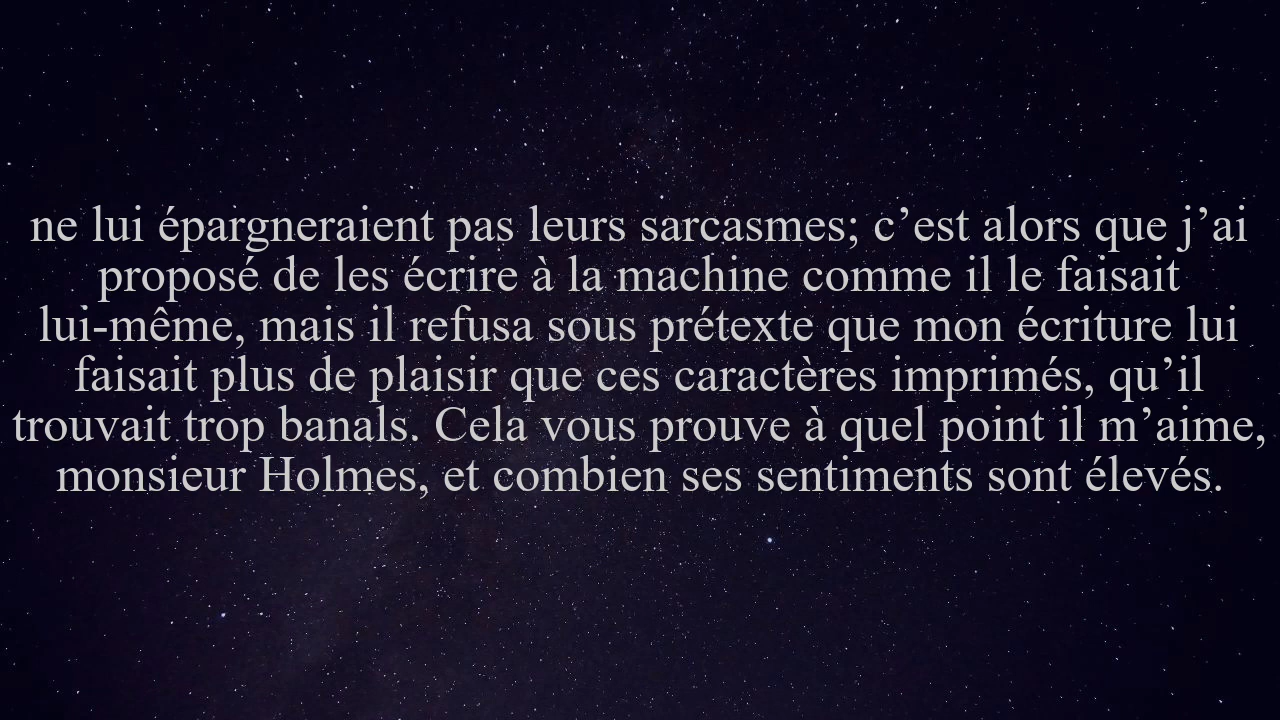 ne lui épargneraient pas leurs sarcasmes; c’est alors que j’ai
proposé de les écrire à la machine comme il le faisait
lui-même, mais il refusa sous prétexte que mon écriture lui
faisait plus de plaisir que ces caractères imprimés, qu’il
trouvait trop banals. Cela vous prouve à quel point il m’aime,
monsieur Holmes, et combien ses sentiments sont élevés.